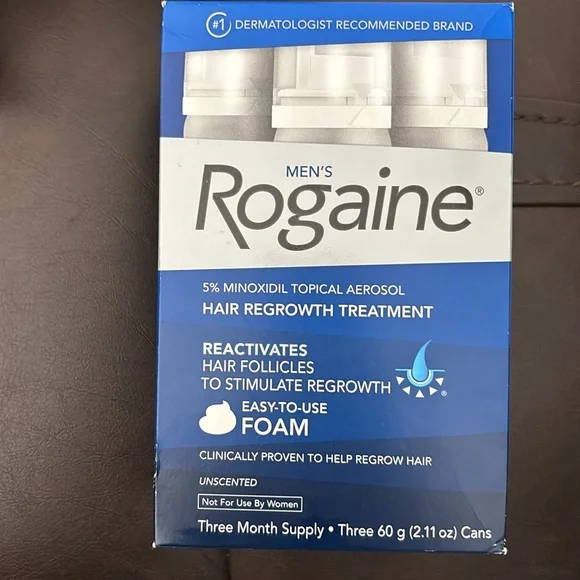 #1 DERMATOLOGIST RECOMMENDED BRAND
MEN'S
Rogaine®
5% MINOXIDIL TOPICAL AEROSOL
HAIR REGROWTH TREATMENT
REACTIVATES
HAIR FOLLICLES
TO STIMULATE REGROWTH
®
EASY-TO-USE
FOAM
CLINICALLY PROVEN TO HELP REGROW HAIR
UNSCENTED
Not For Use By Women
Three Month Supply • Three 60 g (2.11 oz) Cans